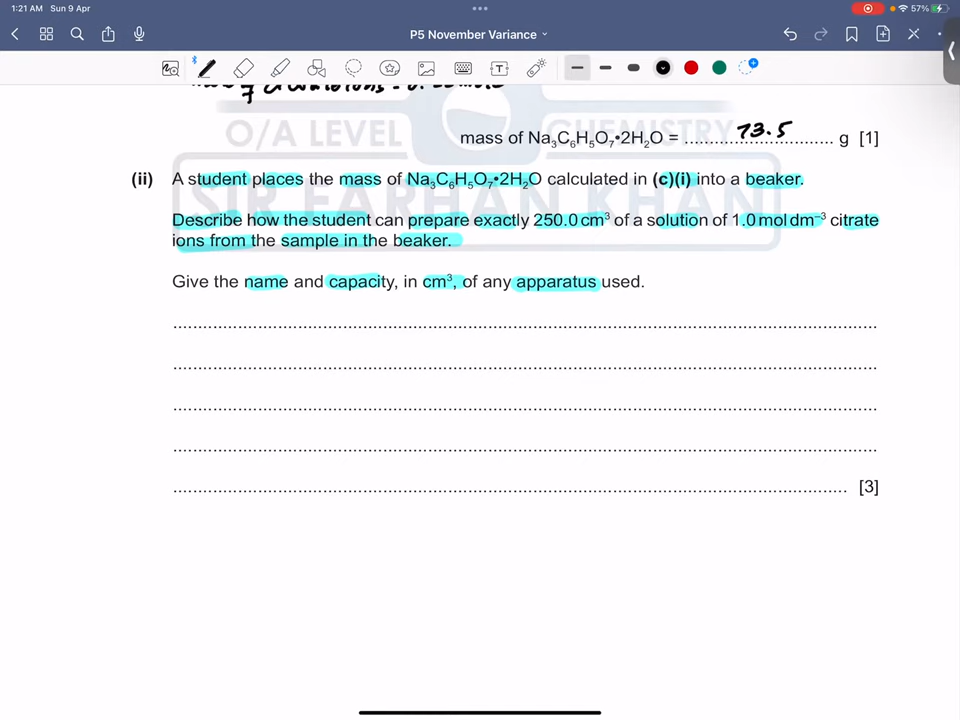 1:21 AM Sun 9 Apr
57%
P5 November Variance
O/A LEVEL CHEMISTRY
SIR FARHAN KHAN
mass of Na₃C₆H₅O₇•2H₂O = ....73.5.... g [1]
(ii) A student places the mass of Na₃C₆H₅O₇•2H₂O calculated in (c)(i) into a beaker.
Describe how the student can prepare exactly 250.0 cm³ of a solution of 1.0 mol dm⁻³ citrate
ions from the sample in the beaker.
Give the name and capacity, in cm³, of any apparatus used.
[3]